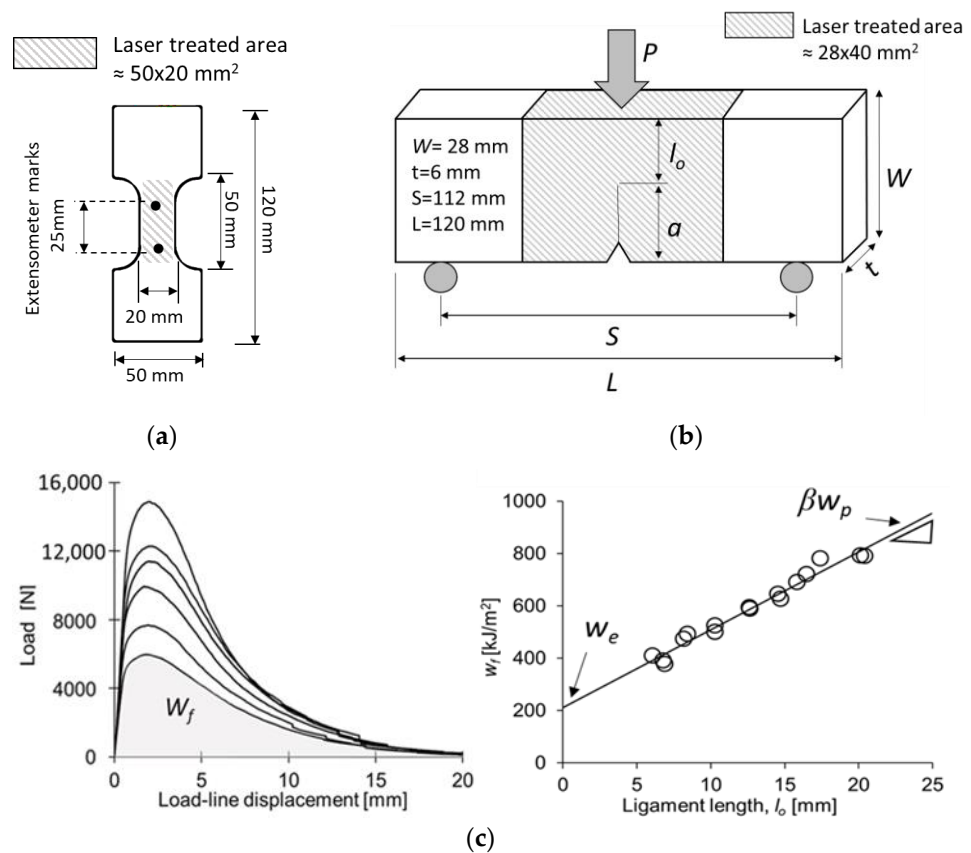 Laser treated area
≈ 50x20 mm²
Extensometer marks
25mm
50 mm
120 mm
20 mm
50 mm
(a)
Laser treated area
≈ 28x40 mm²
P
W= 28 mm
t=6 mm
S=112 mm
L=120 mm
lo
a
W
t
S
L
(b)
16,000
12,000
8000
4000
0
Load [N]
Wf
0
5
10
15
20
Load-line displacement [mm]
1000
800
600
400
200
0
wf [kJ/m²]
we
βwp
0
5
10
15
20
25
Ligament length, lo [mm]
(c)